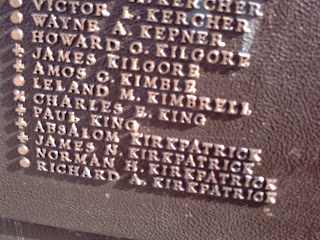 KERCHER
VICTOR L. KERCHER
WAYNE A. KEPNER
HOWARD O. KILGORE
JAMES KILGORE
AMOS C. KIMBLE
LELAND M. KIMBRELL
CHARLES E. KING
PAUL KING
ABSALOM KIRKPATRICK
JAMES N. KIRKPATRICK
NORMAN H. KIRKPATRICK
RICHARD A. KIRKPATRICK